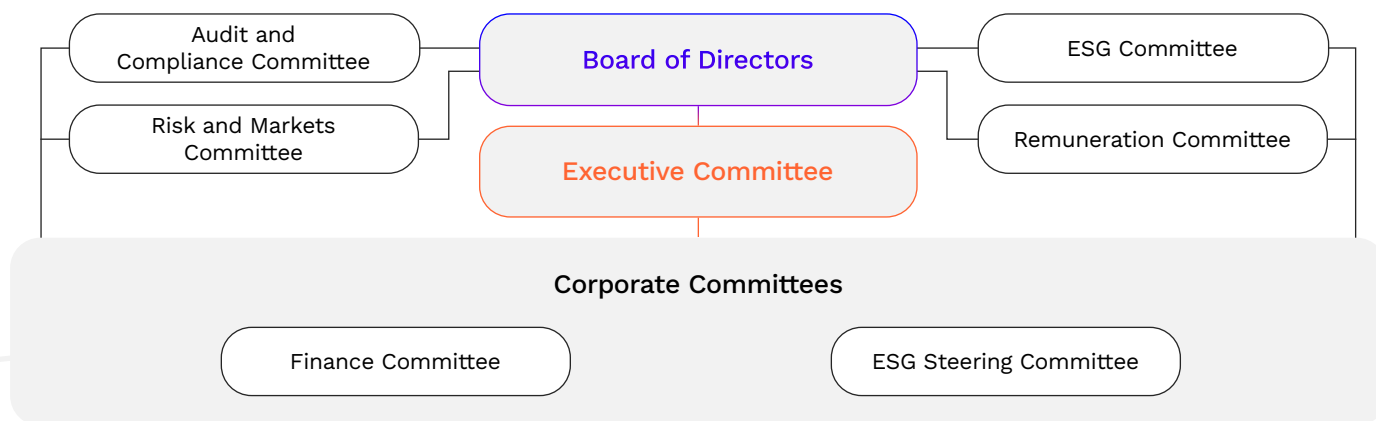 Audit and
Compliance Committee
Board of Directors
ESG Committee
Risk and Markets
Committee
Executive Committee
Remuneration Committee
Corporate Committees
Finance Committee
ESG Steering Committee